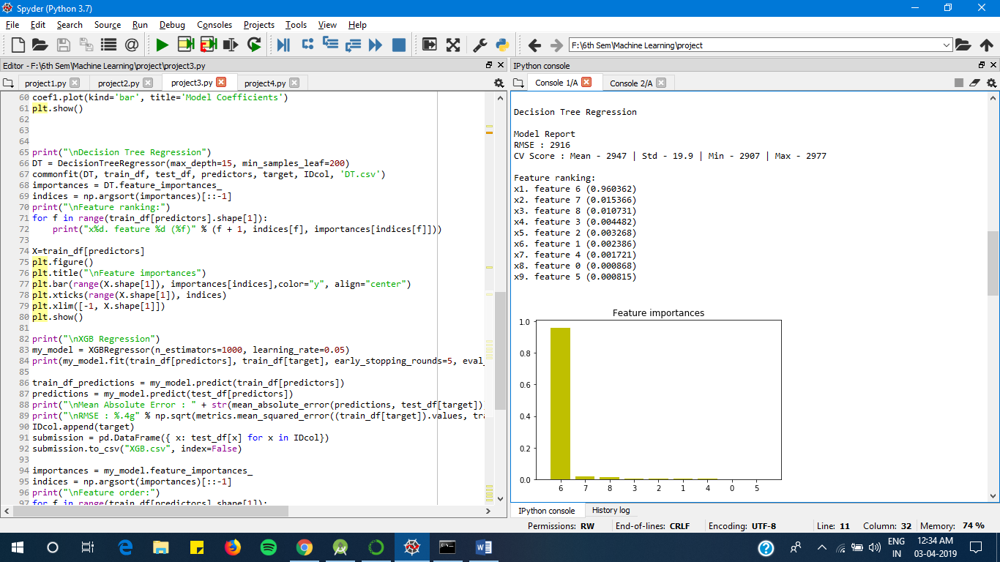 Spyder (Python 3.7)
File Edit Search Source Run Debug Consoles Projects Tools View Help
F:\6th Sem\Machine Learning\project
Editor - F:\6th Sem\Machine Learning\project\project3.py
project1.py project2.py project3.py project4.py
60 coef1.plot(kind='bar', title='Model Coefficients')
61 plt.show()
62
63
64
65 print("\nDecision Tree Regression")
66 DT = DecisionTreeRegressor(max_depth=15, min_samples_leaf=200)
67 commonfit(DT, train_df, test_df, predictors, target, IDcol, 'DT.csv')
68 importances = DT.feature_importances_
69 indices = np.argsort(importances)[::-1]
70 print("\nFeature ranking:")
71 for f in range(train_df[predictors].shape[1]):
72     print("x%d. feature %d (%f)" % (f + 1, indices[f], importances[indices[f]]))
73
74 X=train_df[predictors]
75 plt.figure()
76 plt.title("\nFeature importances")
77 plt.bar(range(X.shape[1]), importances[indices],color="y", align="center")
78 plt.xticks(range(X.shape[1]), indices)
79 plt.xlim([-1, X.shape[1]])
80 plt.show()
81
82 print("\nXGB Regression")
83 my_model = XGBRegressor(n_estimators=1000, learning_rate=0.05)
84 print(my_model.fit(train_df[predictors], train_df[target], early_stopping_rounds=5, eval_
85
86 train_df_predictions = my_model.predict(train_df[predictors])
87 predictions = my_model.predict(test_df[predictors])
88 print("\nMean Absolute Error : " + str(mean_absolute_error(predictions, test_df[target])
89 print("\nRMSE : %.4g" % np.sqrt(metrics.mean_squared_error((train_df[target]).values, tra
90 IDcol.append(target)
91 submission = pd.DataFrame({ x: test_df[x] for x in IDcol})
92 submission.to_csv("XGB.csv", index=False)
93
94 importances = my_model.feature_importances_
95 indices = np.argsort(importances)[::-1]
96 print("\nFeature order:")
97 for f in range(train_df[predictors].shape[1]):
IPython console
Console 1/A Console 2/A
Decision Tree Regression
Model Report
RMSE : 2916
CV Score : Mean - 2947 | Std - 19.9 | Min - 2907 | Max - 2977
Feature ranking:
x1. feature 6 (0.960362)
x2. feature 7 (0.015366)
x3. feature 8 (0.010731)
x4. feature 3 (0.004482)
x5. feature 2 (0.003268)
x6. feature 1 (0.002386)
x7. feature 4 (0.001721)
x8. feature 0 (0.000868)
x9. feature 5 (0.000815)
Feature importances
1.0
0.8
0.6
0.4
0.2
0.0
6 7 8 3 2 1 4 0 5
IPython console History log
Permissions: RW End-of-lines: CRLF Encoding: UTF-8 Line: 11 Column: 32 Memory: 74 %
ENG 12:34 AM
IN 03-04-2019